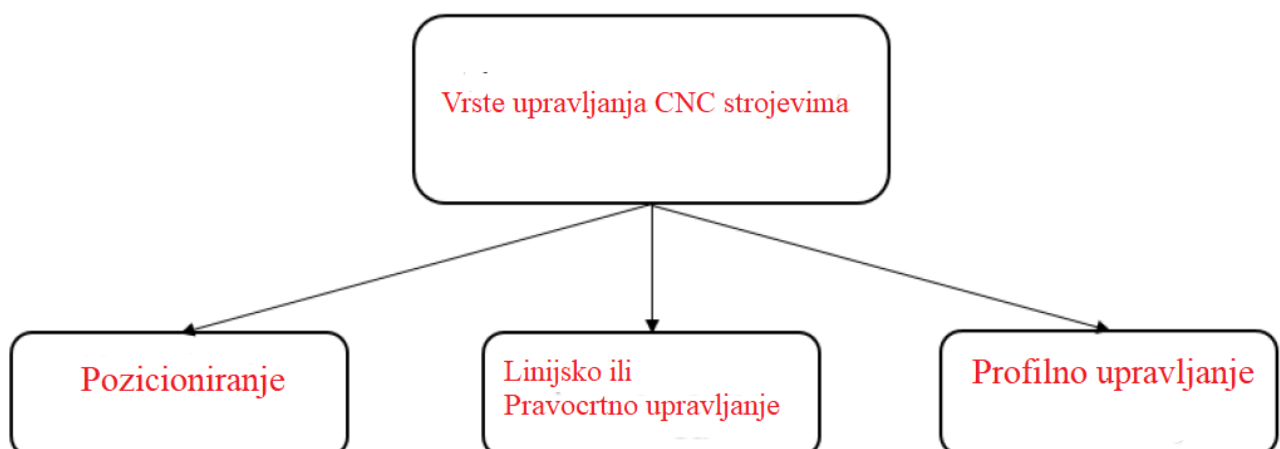 Vrste upravljanja CNC strojevima
Pozicioniranje
Linijsko ili
Pravocrtno upravljanje
Profilno upravljanje